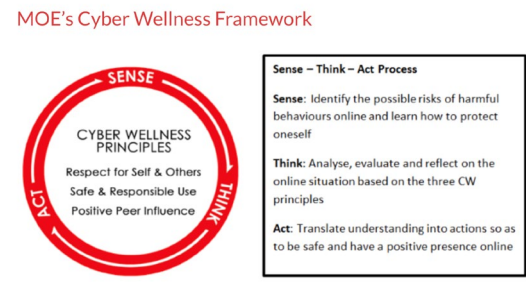 MOE's Cyber Wellness Framework
SENSE
THINK
ACT
CYBER WELLNESS
PRINCIPLES
Respect for Self & Others
Safe & Responsible Use
Positive Peer Influence
Sense – Think – Act Process
Sense: Identify the possible risks of harmful
behaviours online and learn how to protect
oneself
Think: Analyse, evaluate and reflect on the
online situation based on the three CW
principles
Act: Translate understanding into actions so as
to be safe and have a positive presence online